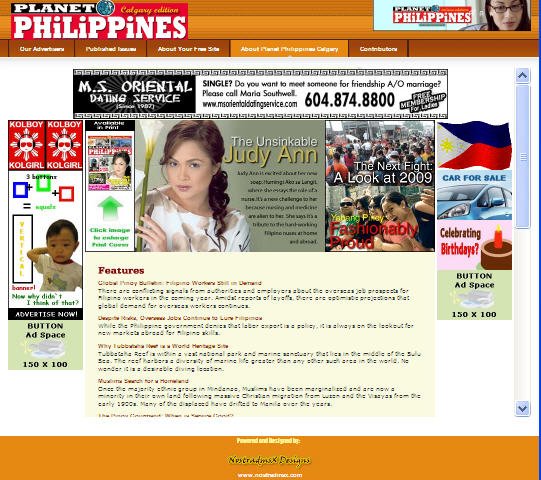 PLANET Calgary edition
PHiLiPPiNES
PLANET
PHiLiPPiNES
Our Advertisers
Published Issues
About Your Free Site
About Planet Philippines Calgary
Contributors
M.S. ORIENTAL
DATING SERVICE
(Since 1987)
SINGLE? Do you want to meet someone for friendship A/O marriage?
Please call Maria Southwell.
www.msorientaldatingservice.com
604.874.8800
FREE
MEMBERSHIP
For Ladies
KOLBOY KOLBOY
KOLGIRL KOLGIRL
3 buttons
equals
VERTICAL
banner!
Now why didn't
I think of that?
ADVERTISE NOW!
BUTTON
Ad Space
150 X 100
Available
in Print
Click image
to enlarge
Print Cover
The Unsinkable
Judy Ann
Judy Ann is excited about her new
soap, Humingi Ako sa Langit,
where she essays the role of a
nurse. It's a new challenge to her
because nursing and medicine
are alien to her. She says it's a
tribute to the hard-working
Filipino nurses at home
and abroad.
The Next Fight:
A Look at 2009
Yabang Pinoy:
Fashionably
Proud
CAR FOR SALE
Celebrating
Birthdays?
BUTTON
Ad Space
150 X 100
Features
Global Pinoy Bulletin: Filipino Workers Still in Demand
There are conflicting signals from authorities and employers about the overseas job prospects for
Filipino workers in the coming year. Amidst reports of layoffs, there are optimistic projections that
global demand for overseas workers continues.
Despite Risks, Overseas Jobs Continue to Lure Filipinos
While the Philippine government denies that labor export is a policy, it is always on the lookout for
new markets abroad for Filipino skills.
Why Tubbataha Reef is a World Heritage Site
Tubbataha Reef is within a vast national park and marine sanctuary that lies in the middle of the Sulu
Sea. The reef harbors a diversity of marine life greater than any other such area in the world. No
wonder it is a desirable diving location.
Muslims Search for a Homeland
Once the majority ethnic group in Mindanao, Muslims have been marginalized and are now a
minority in their own land following massive Christian migration from Luzon and the Visayas from the
early 1900s. Many of the displaced have drifted to Manila over the years.
The Pinoy Gourmet: When is Service Good?
Powered and Designed by:
NostradmsX Designs
www.nostradmsx.com